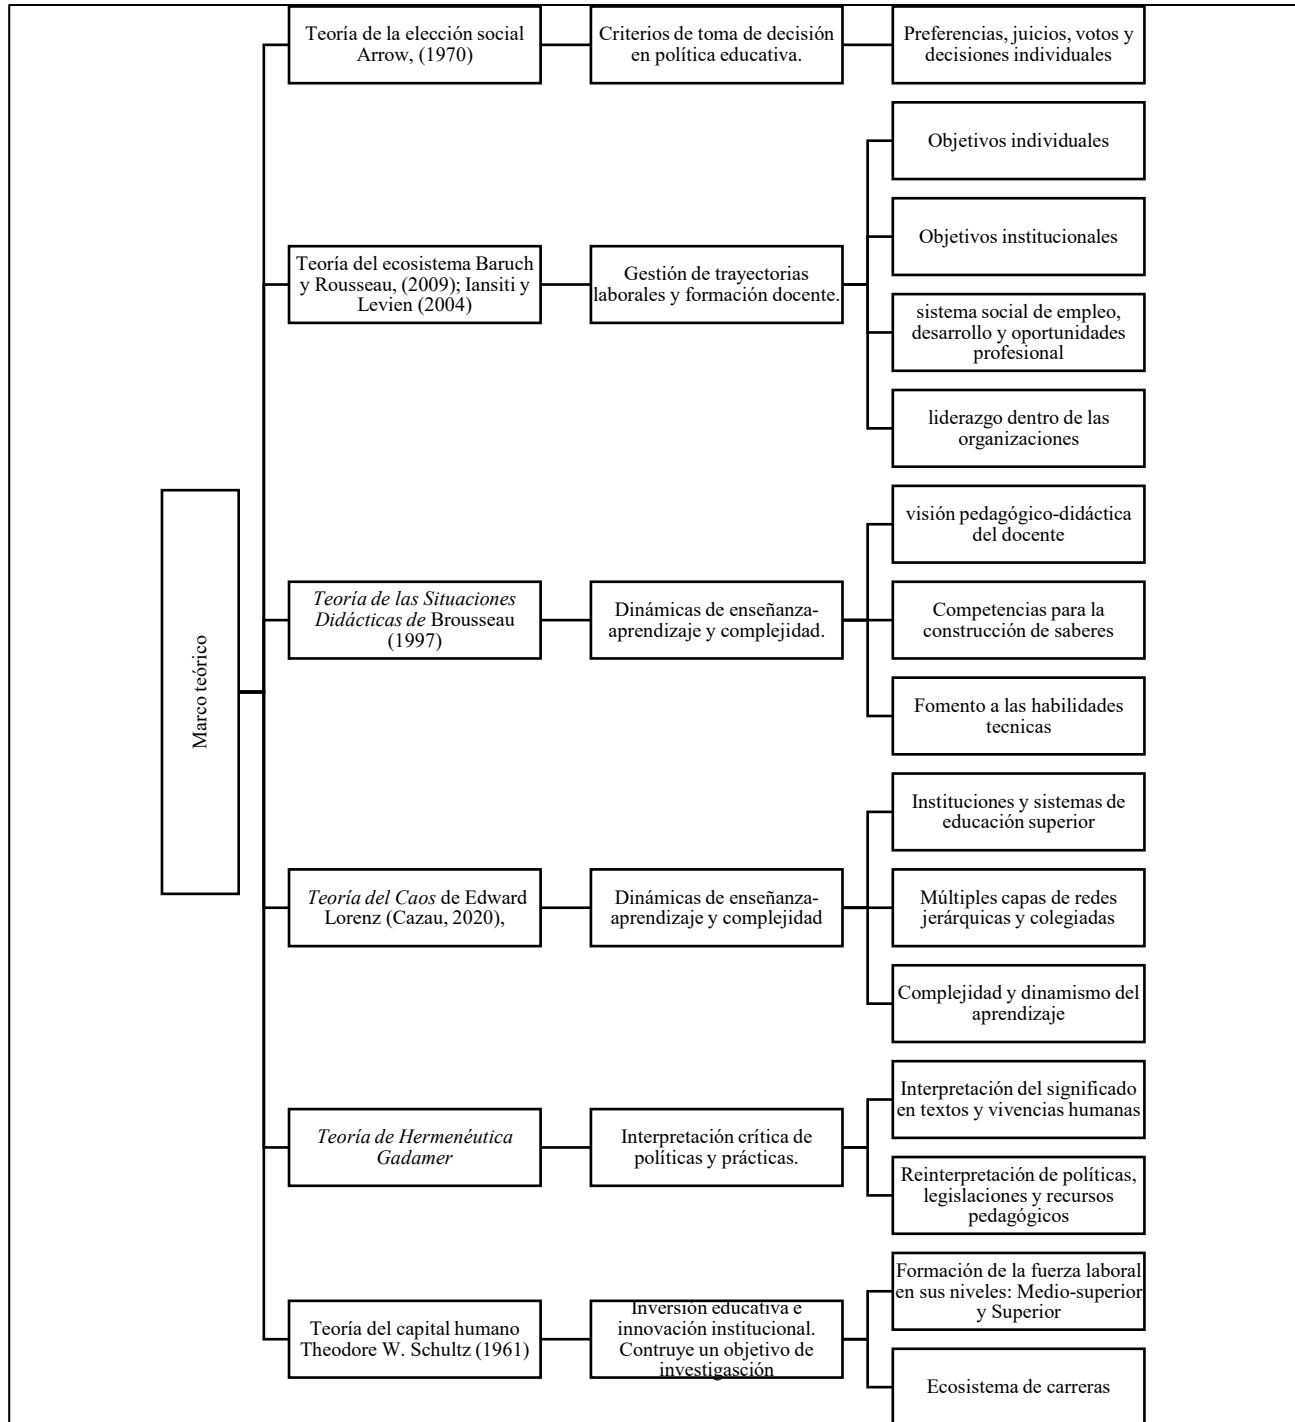 Marco teórico
Teoría de la elección social
Arrow, (1970)
Criterios de toma de decisión
en política educativa.
Preferencias, juicios, votos y
decisiones individuales
Teoría del ecosistema Baruch
y Rousseau, (2009); Iansiti y
Levien (2004)
Gestión de trayectorias
laborales y formación docente.
Objetivos individuales
Objetivos institucionales
sistema social de empleo,
desarrollo y oportunidades
profesional
liderazgo dentro de las
organizaciones
Teoría de las Situaciones
Didácticas de Brousseau
(1997)
Dinámicas de enseñanza-
aprendizaje y complejidad.
visión pedagógico-didáctica
del docente
Competencias para la
construcción de saberes
Fomento a las habilidades
tecnicas
Teoría del Caos de Edward
Lorenz (Cazau, 2020),
Dinámicas de enseñanza-
aprendizaje y complejidad
Instituciones y sistemas de
educación superior
Múltiples capas de redes
jerárquicas y colegiadas
Complejidad y dinamismo del
aprendizaje
Teoría de Hermenéutica
Gadamer
Interpretación crítica de
políticas y prácticas.
Interpretación del significado
en textos y vivencias humanas
Reinterpretación de políticas,
legislaciones y recursos
pedagógicos
Teoría del capital humano
Theodore W. Schultz (1961)
Inversión educativa e
innovación institucional.
Contruye un objetivo de
investigasción
Formación de la fuerza laboral
en sus niveles: Medio-superior
y Superior
Ecosistema de carreras